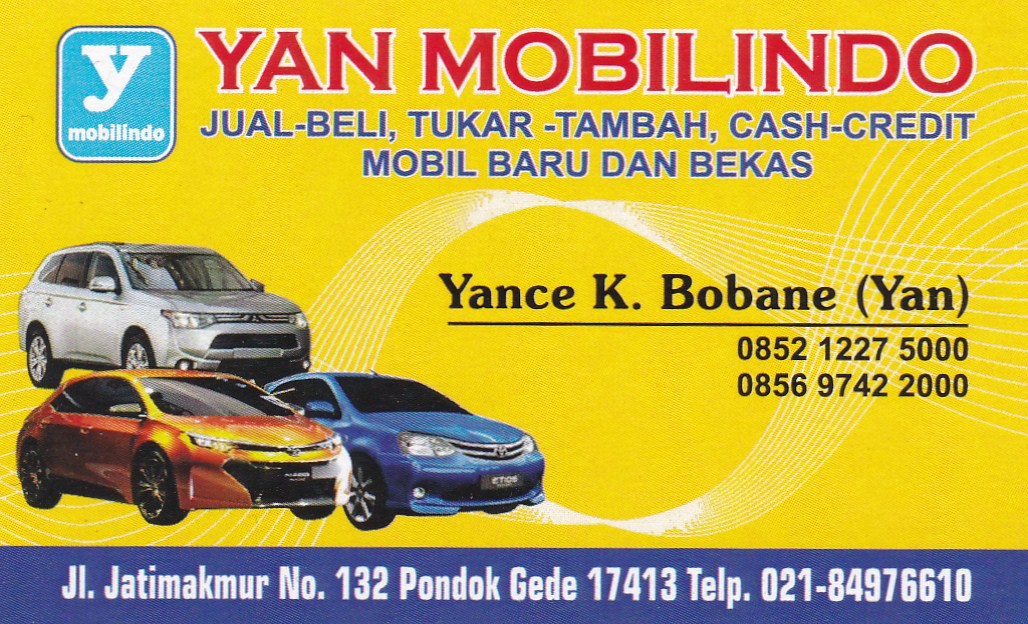 y
mobilindo
YAN MOBILINDO
JUAL-BELI, TUKAR -TAMBAH, CASH-CREDIT
MOBIL BARU DAN BEKAS
Yance K. Bobane (Yan)
0852 1227 5000
0856 9742 2000
ETIOS
Jl. Jatimakmur No. 132 Pondok Gede 17413 Telp. 021-84976610